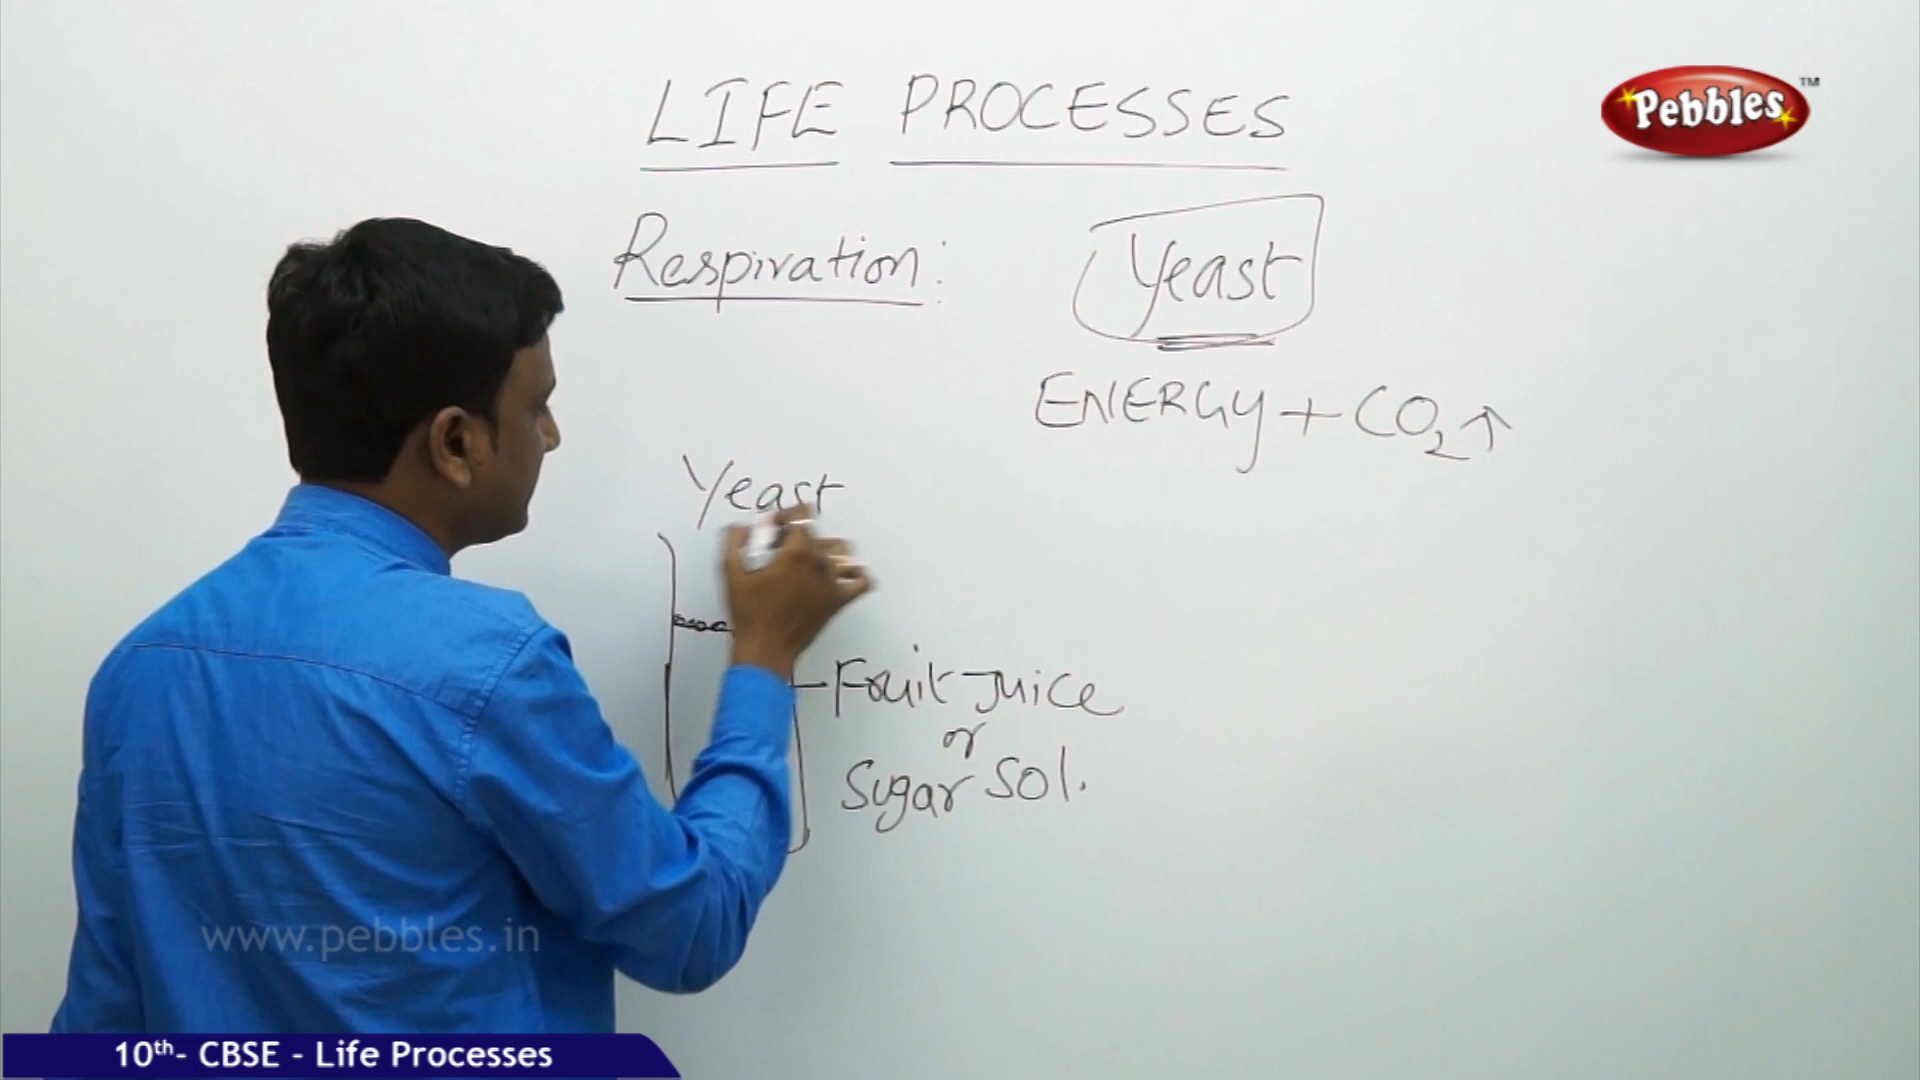 LIFE PROCESSES
Pebbles TM
Respiration:
Yeast
ENERGY + CO₂↑
Yeast
Fruit Juice
or
Sugar Sol.
www.pebbles.in
10th- CBSE - Life Processes